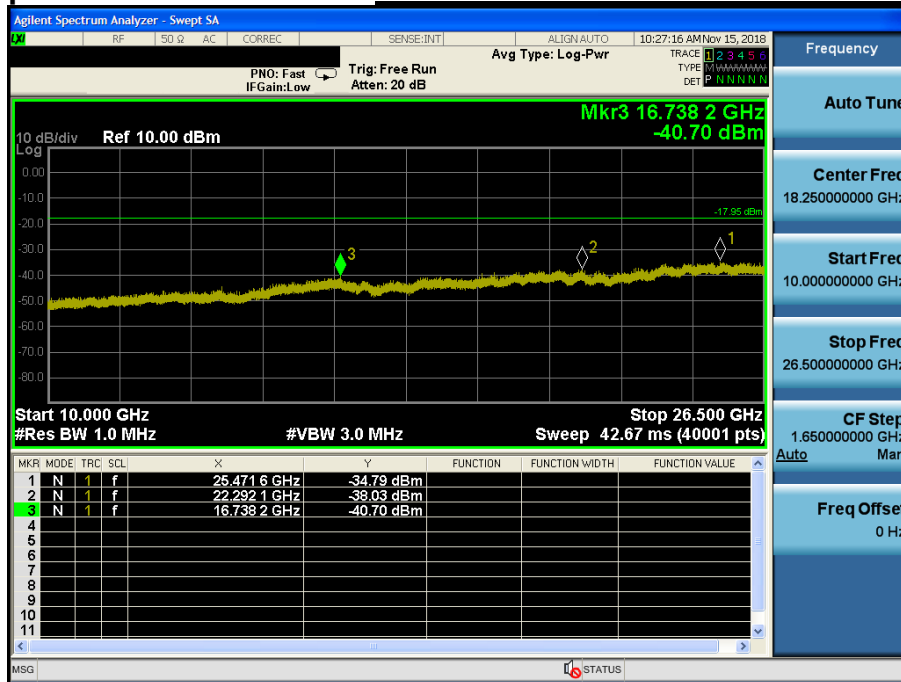 Agilent Spectrum Analyzer - Swept SA
LXI RF 50 Ω AC CORREC SENSE:INT ALIGN AUTO 10:27:16 AM Nov 15, 2018
Frequency
PNO: Fast
IFGain:Low
Trig: Free Run
Atten: 20 dB
Avg Type: Log-Pwr
TRACE 1 2 3 4 5 6
TYPE M W W W W W
DET P N N N N N
Auto Tune
Mkr3 16.738 2 GHz
-40.70 dBm
10 dB/div Ref 10.00 dBm
Log
0.00
-10.0
-20.0
-30.0
-40.0
-50.0
-60.0
-70.0
-80.0
-17.95 dBm
1
2
3
Center Freq
18.250000000 GHz
Start Freq
10.000000000 GHz
Stop Freq
26.500000000 GHz
CF Step
1.650000000 GHz
Auto Man
Freq Offset
0 Hz
Start 10.000 GHz Stop 26.500 GHz
#Res BW 1.0 MHz #VBW 3.0 MHz Sweep 42.67 ms (40001 pts)
MKR MODE TRC SCL X Y FUNCTION FUNCTION WIDTH FUNCTION VALUE
1 N 1 f 25.471 6 GHz -34.79 dBm
2 N 1 f 22.292 1 GHz -38.03 dBm
3 N 1 f 16.738 2 GHz -40.70 dBm
4
5
6
7
8
9
10
11
MSG STATUS